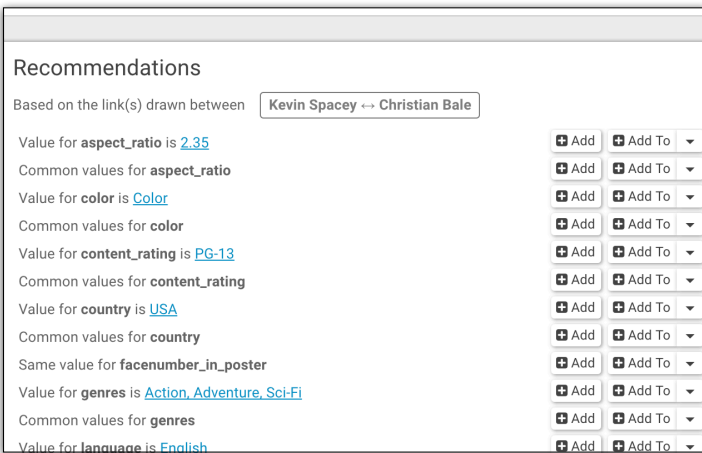 Recommendations
Based on the link(s) drawn between Kevin Spacey ↔ Christian Bale
Value for aspect_ratio is 2.35 Add Add To
Common values for aspect_ratio Add Add To
Value for color is Color Add Add To
Common values for color Add Add To
Value for content_rating is PG-13 Add Add To
Common values for content_rating Add Add To
Value for country is USA Add Add To
Common values for country Add Add To
Same value for facenumber_in_poster Add Add To
Value for genres is Action, Adventure, Sci-Fi Add Add To
Common values for genres Add Add To
Value for language is English Add Add To